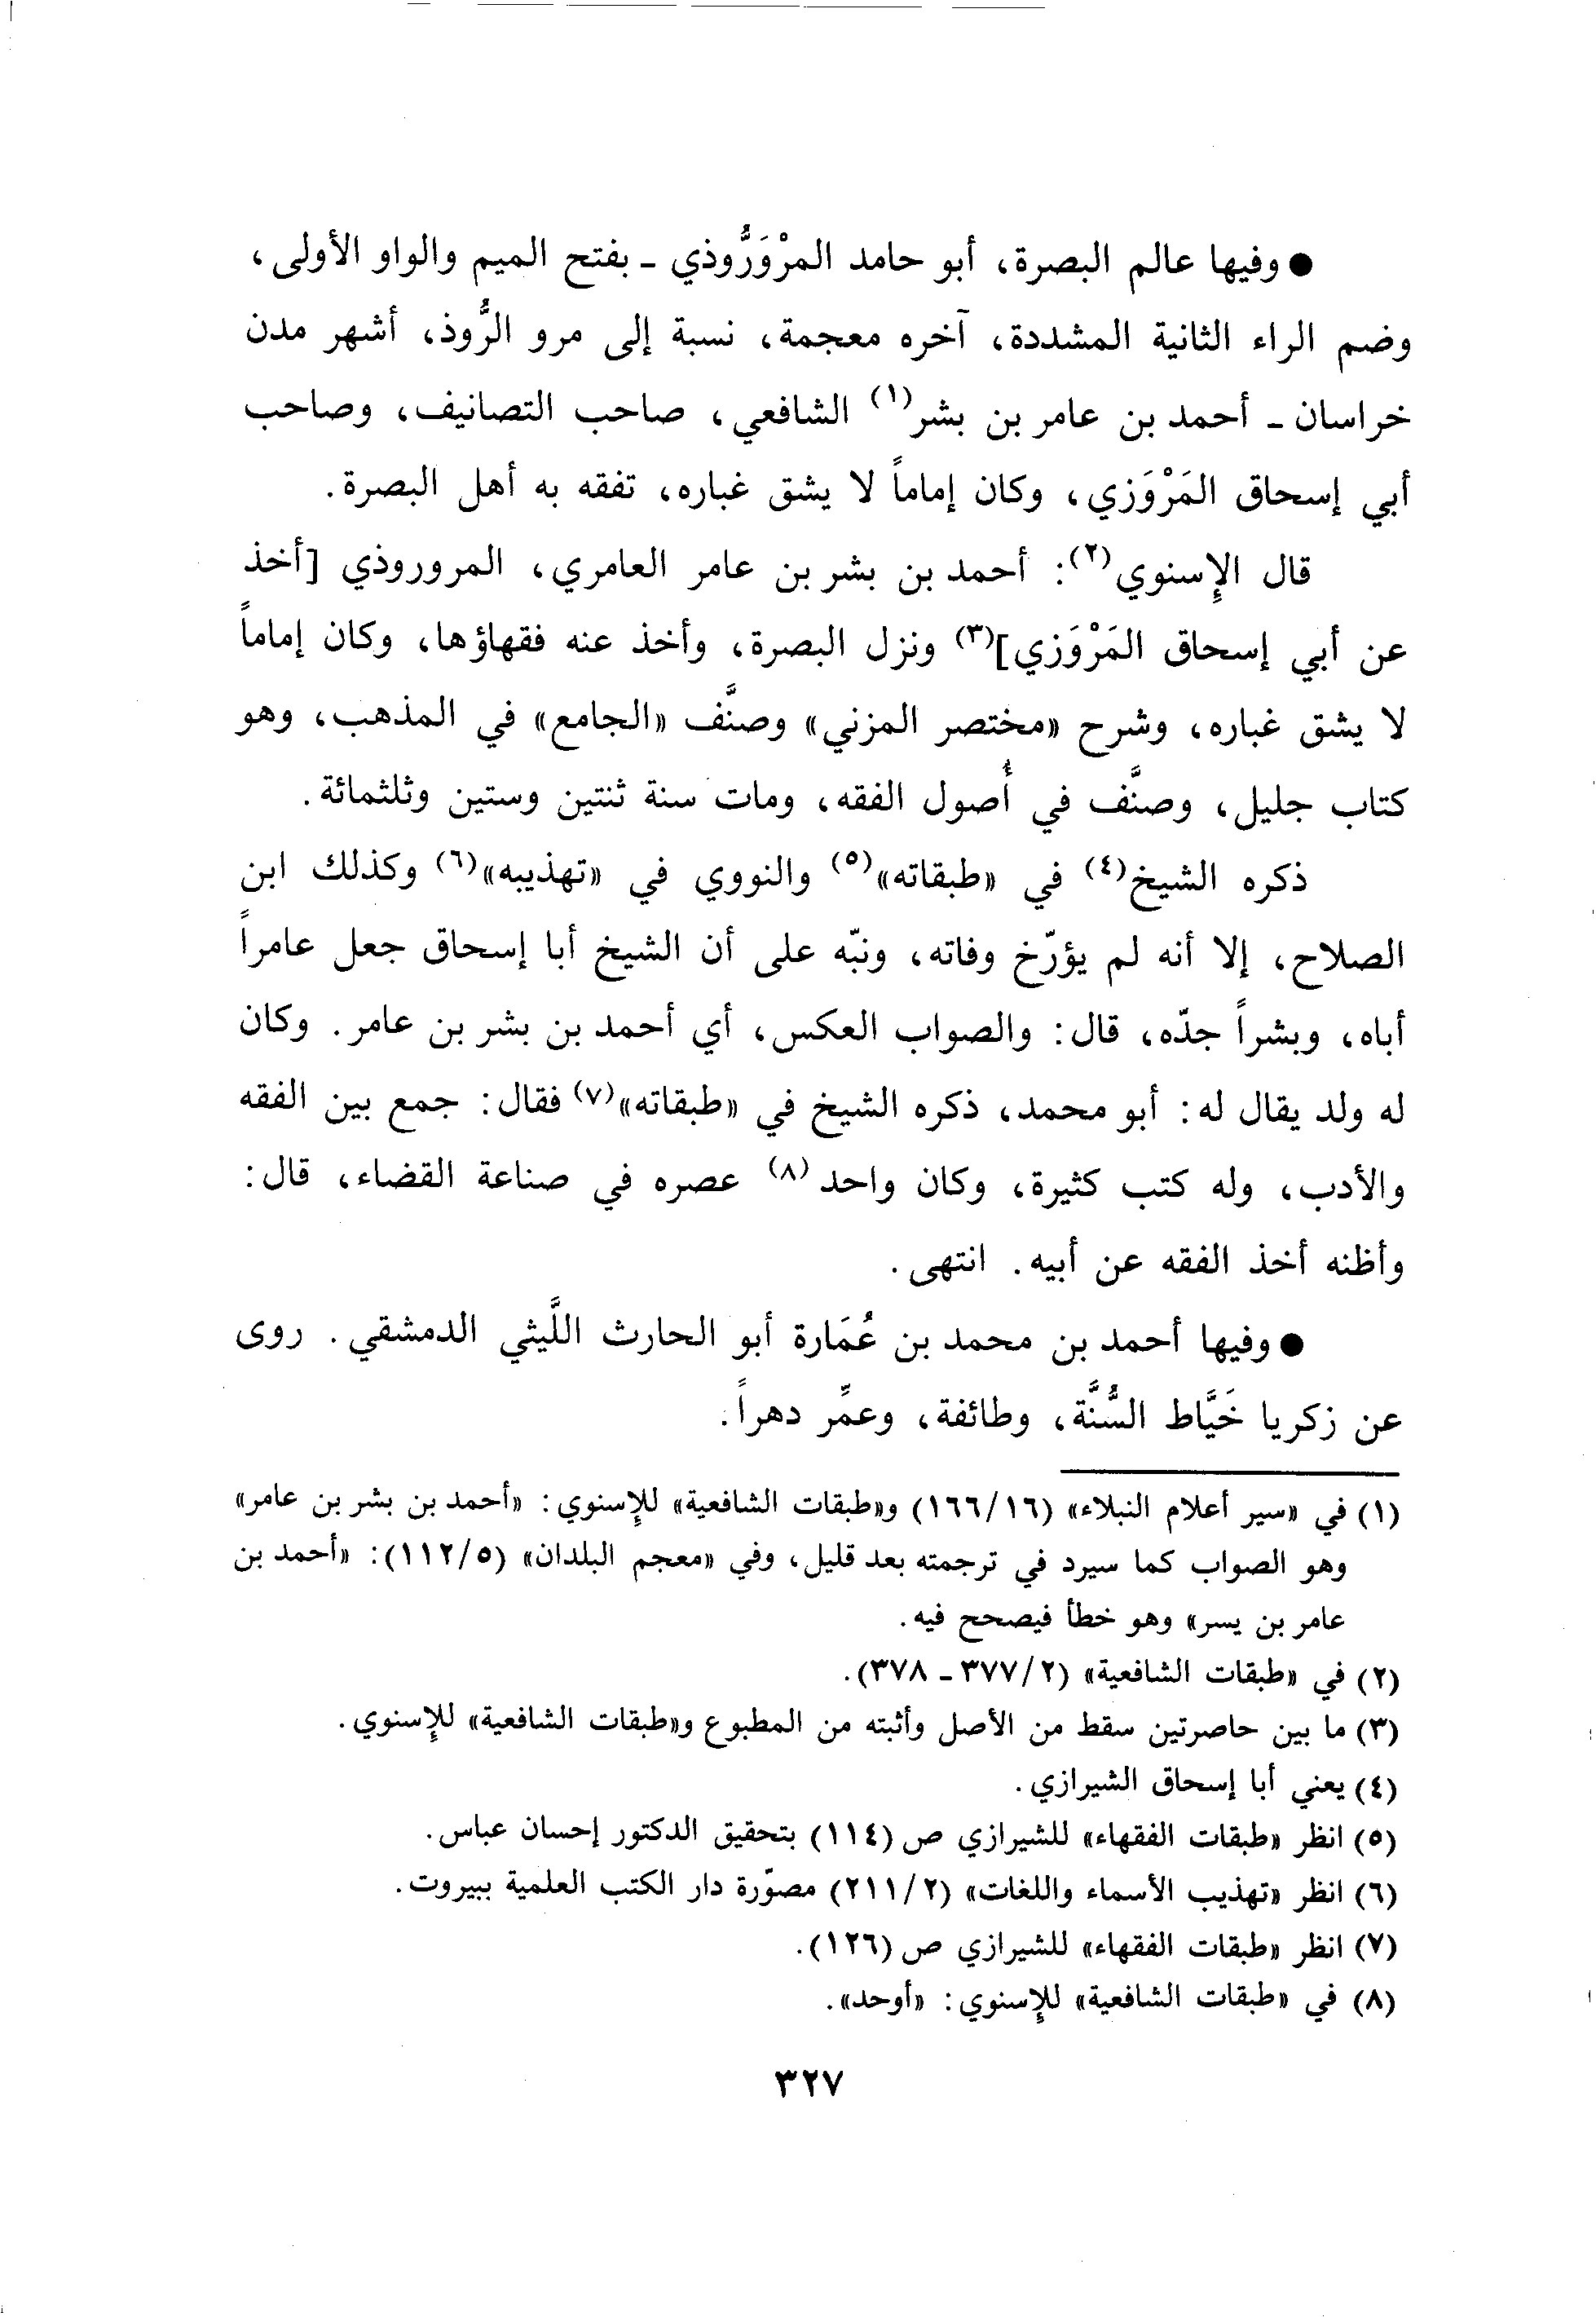 ● وفيها عالم البصرة، أبو حامد المرْوَرُّوذي ـ بفتح الميم والواو الأولى،
وضم الراء الثانية المشددة، آخره معجمة، نسبة إلى مرو الرُّوذ، أشهر مدن
خراسان ـ أحمد بن عامر بن بشر(١) الشافعي، صاحب التصانيف، وصاحب
أبي إسحاق المَرْوَزي، وكان إماماً لا يشق غباره، تفقه به أهل البصرة.
قال الإِسنوي(٢): أحمد بن بشر بن عامر العامري، المروروذي [أخذ
عن أبي إسحاق المَرْوَزي](٣) ونزل البصرة، وأخذ عنه فقهاؤها، وكان إماماً
لا يشق غباره، وشرح «مختصر المزني» وصنَّف «الجامع» في المذهب، وهو
كتاب جليل، وصنَّف في أُصول الفقه، ومات سنة ثنتين وستين وثلثمائة.
ذكره الشيخ(٤) في «طبقاته»(٥) والنووي في «تهذيبه»(٦) وكذلك ابن
الصلاح، إلا أنه لم يؤرّخ وفاته، ونبّه على أن الشيخ أبا إسحاق جعل عامراً
أباه، وبشراً جدّه، قال: والصواب العكس، أي أحمد بن بشر بن عامر. وكان
له ولد يقال له: أبو محمد، ذكره الشيخ في «طبقاته»(٧) فقال: جمع بين الفقه
والأدب، وله كتب كثيرة، وكان واحد(٨) عصره في صناعة القضاء، قال:
وأظنه أخذ الفقه عن أبيه. انتهى.
● وفيها أحمد بن محمد بن عُمَارة أبو الحارث اللَّيثي الدمشقي. روى
عن زكريا خَيَّاط السُّنَّة، وطائفة، وعمِّر دهراً.
(١) في «سير أعلام النبلاء» (١٦/١٦٦) و«طبقات الشافعية» للإِسنوي: «أحمد بن بشر بن عامر»
وهو الصواب كما سيرد في ترجمته بعد قليل، وفي «معجم البلدان» (٥/١١٢): «أحمد بن
عامر بن يسر» وهو خطأ فيصحح فيه.
(٢) في «طبقات الشافعية» (٢/٣٧٧ ـ ٣٧٨).
(٣) ما بين حاصرتين سقط من الأصل وأثبته من المطبوع و«طبقات الشافعية» للإِسنوي.
(٤) يعني أبا إسحاق الشيرازي.
(٥) انظر «طبقات الفقهاء» للشيرازي ص (١١٤) بتحقيق الدكتور إحسان عباس.
(٦) انظر «تهذيب الأسماء واللغات» (٢/٢١١) مصوّرة دار الكتب العلمية ببيروت.
(٧) انظر «طبقات الفقهاء» للشيرازي ص (١٢٦).
(٨) في «طبقات الشافعية» للإِسنوي: «أوحد».
٣٢٧